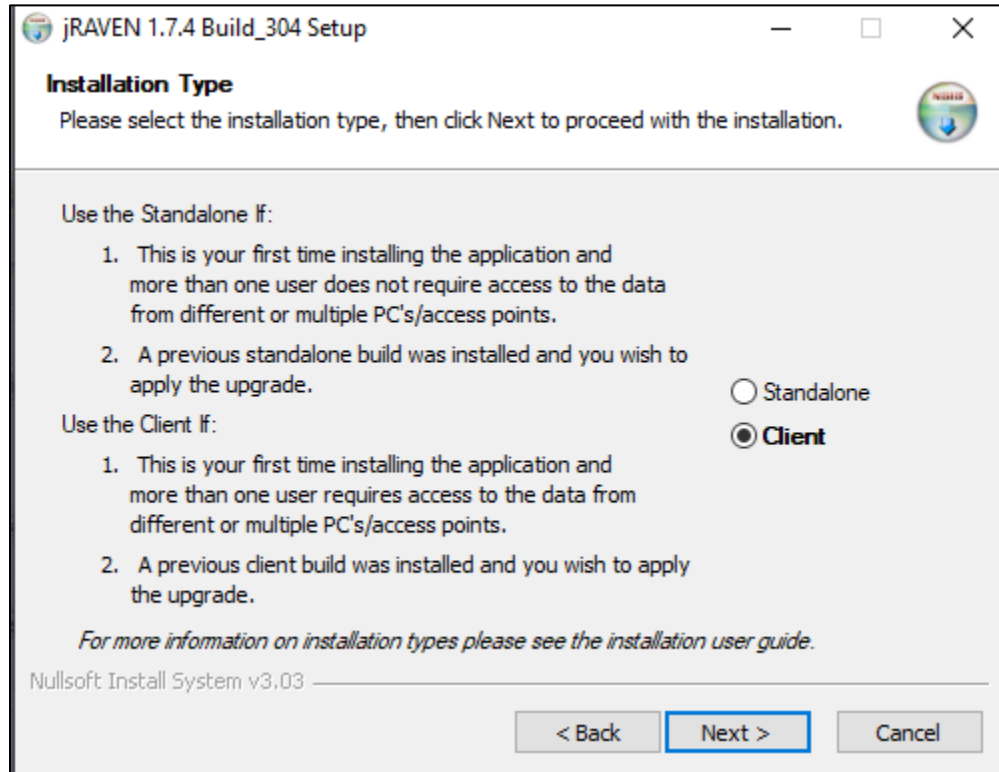 jRAVEN 1.7.4 Build_304 Setup
Installation Type
Please select the installation type, then click Next to proceed with the installation.
Use the Standalone If:
1. This is your first time installing the application and
more than one user does not require access to the data
from different or multiple PC's/access points.
2. A previous standalone build was installed and you wish to
apply the upgrade.
Standalone
Use the Client If:
Client
1. This is your first time installing the application and
more than one user requires access to the data from
different or multiple PC's/access points.
2. A previous client build was installed and you wish to apply
the upgrade.
For more information on installation types please see the installation user guide.
Nullsoft Install System v3.03
< Back
Next >
Cancel